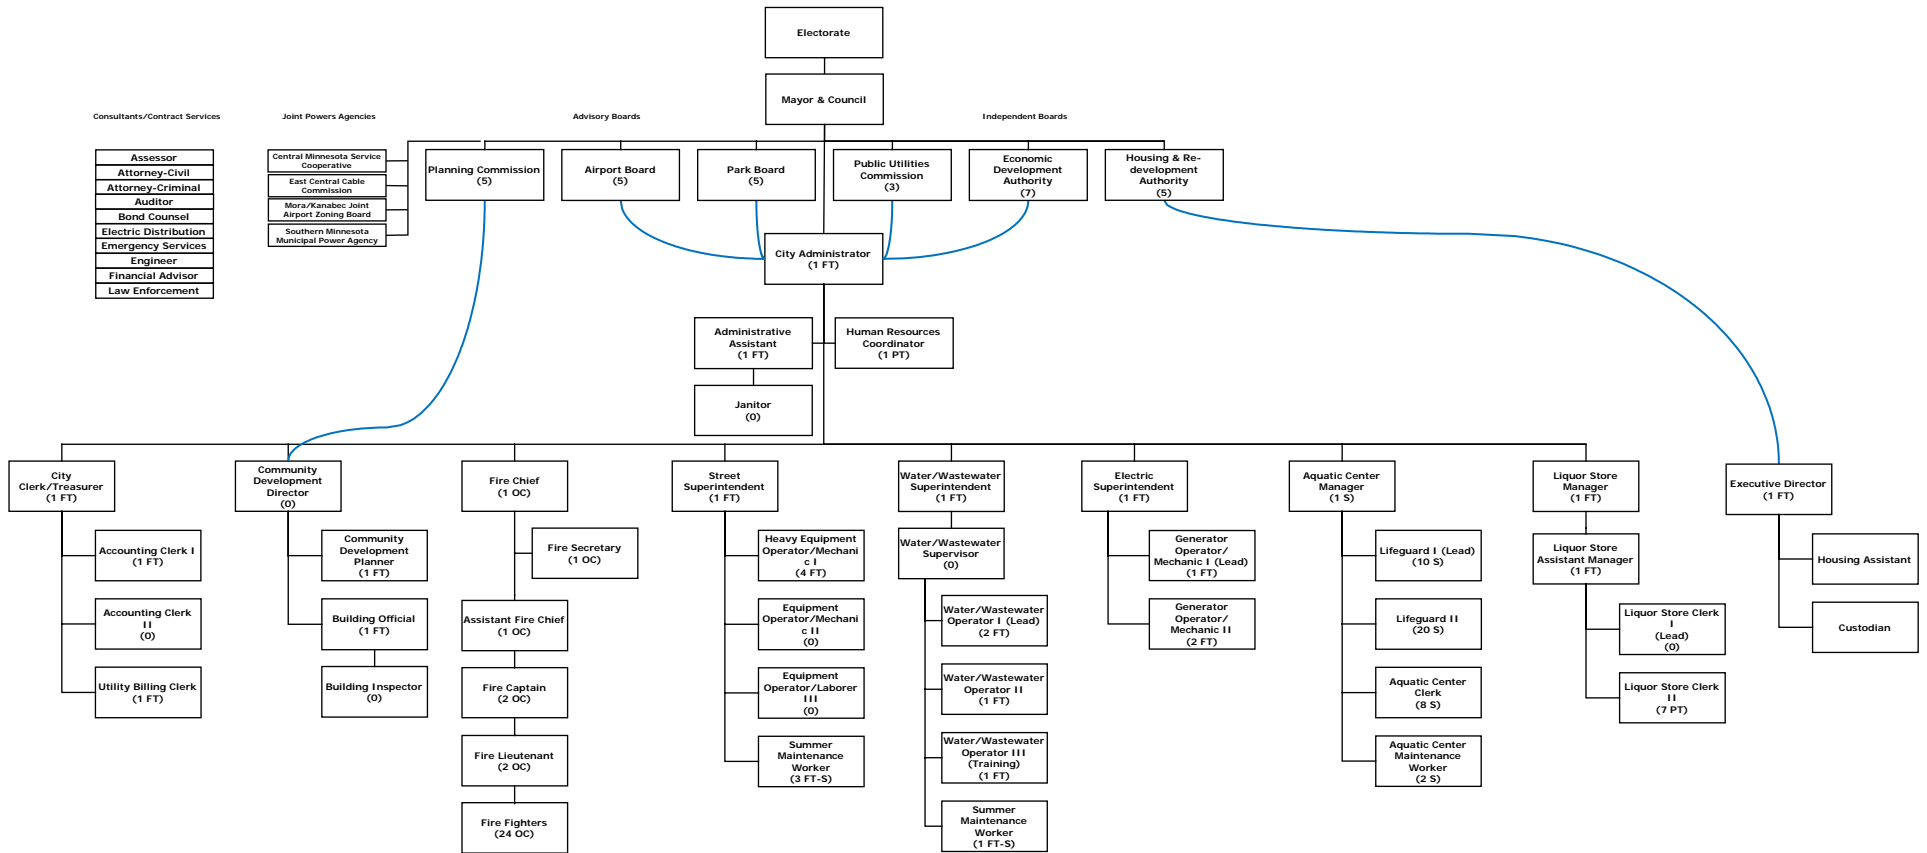 Electorate
Mayor & Council
Consultants/Contract Services
Joint Powers Agencies
Advisory Boards
Independent Boards
Assessor
Attorney-Civil
Attorney-Criminal
Auditor
Bond Counsel
Electric Distribution
Emergency Services
Engineer
Financial Advisor
Law Enforcement
Central Minnesota Service
Cooperative
East Central Cable
Commission
Mora/Kanabec Joint
Airport Zoning Board
Southern Minnesota
Municipal Power Agency
Planning Commission
(5)
Airport Board
(5)
Park Board
(5)
Public Utilities
Commission
(3)
Economic
Development
Authority
(7)
Housing & Re-
development
Authority
(5)
City Administrator
(1 FT)
Administrative
Assistant
(1 FT)
Human Resources
Coordinator
(1 PT)
Janitor
(0)
City
Clerk/Treasurer
(1 FT)
Accounting Clerk I
(1 FT)
Accounting Clerk
II
(0)
Utility Billing Clerk
(1 FT)
Community
Development
Director
(0)
Community
Development
Planner
(1 FT)
Building Official
(1 FT)
Building Inspector
(0)
Fire Chief
(1 OC)
Fire Secretary
(1 OC)
Assistant Fire Chief
(1 OC)
Fire Captain
(2 OC)
Fire Lieutenant
(2 OC)
Fire Fighters
(24 OC)
Street
Superintendent
(1 FT)
Heavy Equipment
Operator/Mechani
c I
(4 FT)
Equipment
Operator/Mechani
c II
(0)
Equipment
Operator/Laborer
III
(0)
Summer
Maintenance
Worker
(3 FT-S)
Water/Wastewater
Superintendent
(1 FT)
Water/Wastewater
Supervisor
(0)
Water/Wastewater
Operator I (Lead)
(2 FT)
Water/Wastewater
Operator II
(1 FT)
Water/Wastewater
Operator III
(Training)
(1 FT)
Summer
Maintenance
Worker
(1 FT-S)
Electric
Superintendent
(1 FT)
Generator
Operator/
Mechanic I (Lead)
(1 FT)
Generator
Operator/
Mechanic II
(2 FT)
Aquatic Center
Manager
(1 S)
Lifeguard I (Lead)
(10 S)
Lifeguard II
(20 S)
Aquatic Center
Clerk
(8 S)
Aquatic Center
Maintenance
Worker
(2 S)
Liquor Store
Manager
(1 FT)
Liquor Store
Assistant Manager
(1 FT)
Liquor Store Clerk
I
(Lead)
(0)
Liquor Store Clerk
II
(7 PT)
Executive Director
(1 FT)
Housing Assistant
Custodian